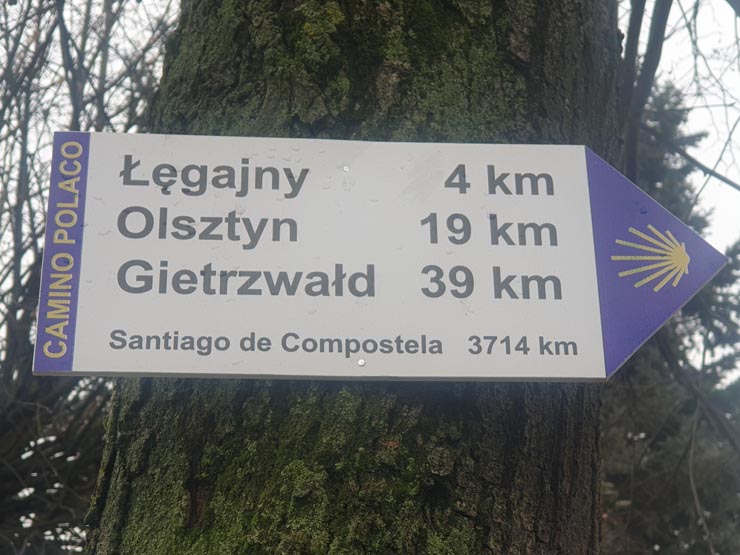 CAMINO POLACO
Łęgajny 4 km
Olsztyn 19 km
Gietrzwałd 39 km
Santiago de Compostela 3714 km